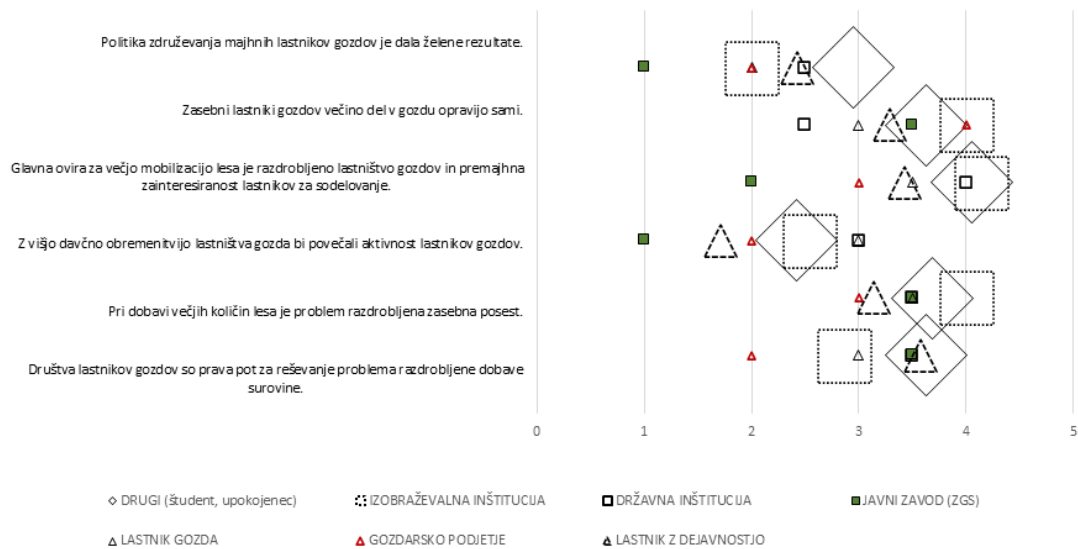 Politika združevanja majhnih lastnikov gozdov je dala želene rezultate.
Zasebni lastniki gozdov večino del v gozdu opravijo sami.
Glavna ovira za večjo mobilizacijo lesa je razdrobljeno lastništvo gozdov in premajhna
zainteresiranost lastnikov za sodelovanje.
Z višjo davčno obremenitvijo lastništva gozda bi povečali aktivnost lastnikov gozdov.
Pri dobavi večjih količin lesa je problem razdrobljena zasebna posest.
Društva lastnikov gozdov so prava pot za reševanje problema razdrobljene dobave
surovine.
0 1 2 3 4 5
DRUGI (študent, upokojenec) IZOBRAŽEVALNA INŠTITUCIJA DRŽAVNA INŠTITUCIJA JAVNI ZAVOD (ZGS)
LASTNIK GOZDA GOZDARSKO PODJETJE LASTNIK Z DEJAVNOSTJO